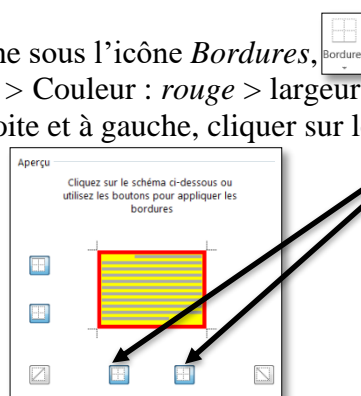 ne sous l’icône Bordures,
Bordure
> Couleur : rouge > largeur
oite et à gauche, cliquer sur l
Aperçu
Cliquez sur le schéma ci-dessous ou
utilisez les boutons pour appliquer les
bordures